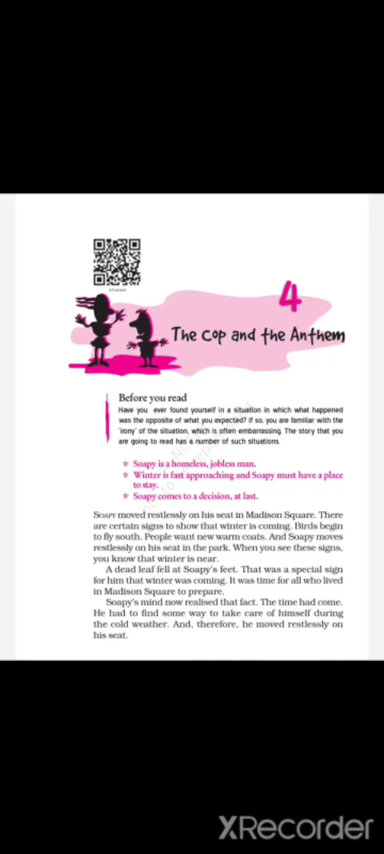 4
The Cop and the Anthem
Before you read
Have you ever found yourself in a situation in which what happened
was the opposite of what you expected? If so, you are familiar with the
'irony' of the situation, which is often embarrassing. The story that you
are going to read has a number of such situations.
☆ Soapy is a homeless, jobless man.
☆ Winter is fast approaching and Soapy must have a place
to stay.
☆ Soapy comes to a decision, at last.
SOAPY moved restlessly on his seat in Madison Square. There
are certain signs to show that winter is coming. Birds begin
to fly south. People want new warm coats. And Soapy moves
restlessly on his seat in the park. When you see these signs,
you know that winter is near.
A dead leaf fell at Soapy's feet. That was a special sign
for him that winter was coming. It was time for all who lived
in Madison Square to prepare.
Soapy's mind now realised that fact. The time had come.
He had to find some way to take care of himself during
the cold weather. And, therefore, he moved restlessly on
his seat.
XRecorder